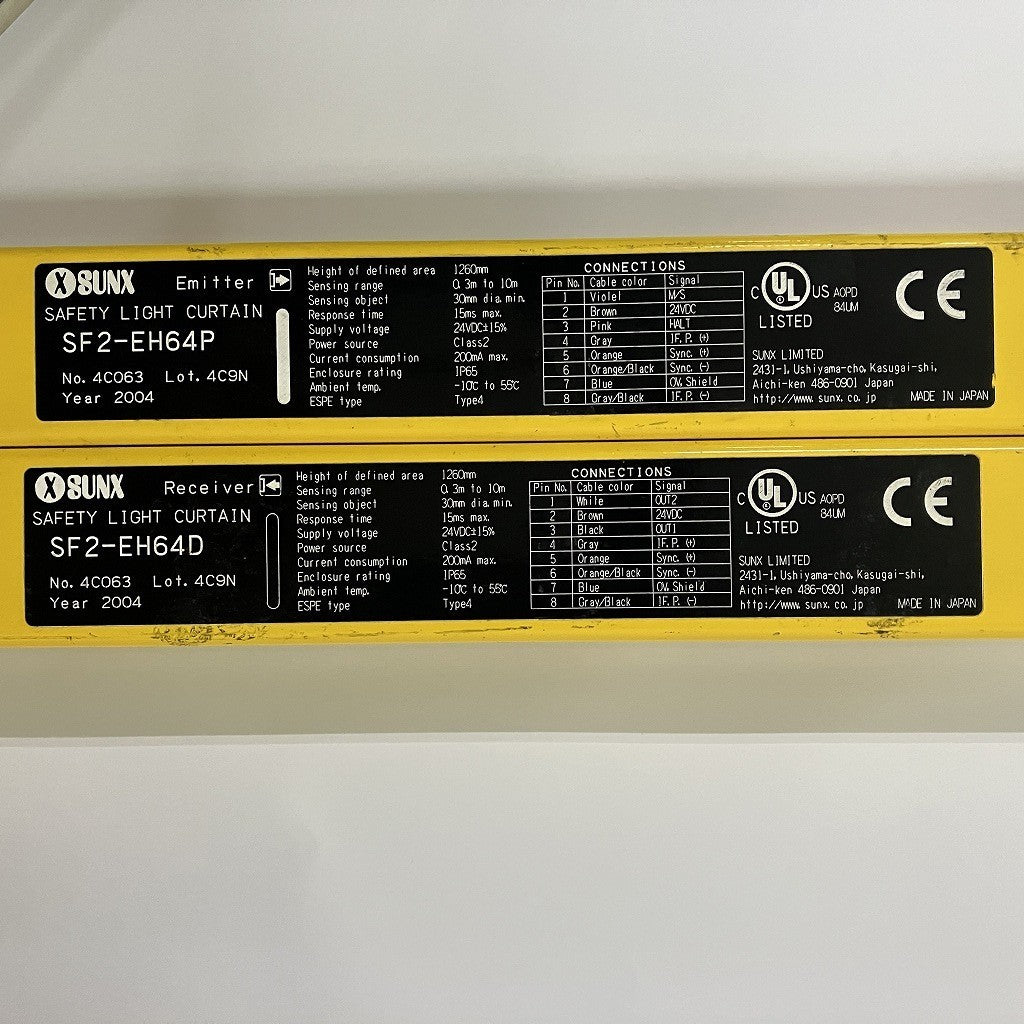 SUNX Emitter
SAFETY LIGHT CURTAIN
SF2-EH64P
No. 4C063 Lot. 4C9N
Year 2004
Height of defined area 1260mm
Sensing range 0.3m to 10m
Sensing object 30mm dia. min.
Response time 15ms max.
Supply voltage 24VDC±15%
Power source Class2
Current consumption 200mA max.
Enclosure rating IP65
Ambient temp. -10℃ to 55℃
ESPE type Type4
CONNECTIONS
Pin No. Cable color Signal
1 Violet M/S
2 Brown 24VDC
3 Pink HALT
4 Gray IF. P. (+)
5 Orange Sync. (+)
6 Orange/Black Sync. (-)
7 Blue 0V, Shield
8 Gray/Black IF. P. (-)
C UL US AOPD
84UM
LISTED
CE
SUNX LIMITED
2431-1, Ushiyama-cho, Kasugai-shi,
Aichi-ken 486-0901 Japan
http://www.sunx.co.jp MADE IN JAPAN
SUNX Receiver
SAFETY LIGHT CURTAIN
SF2-EH64D
No. 4C063 Lot. 4C9N
Year 2004
Height of defined area 1260mm
Sensing range 0.3m to 10m
Sensing object 30mm dia. min.
Response time 15ms max.
Supply voltage 24VDC±15%
Power source Class2
Current consumption 200mA max.
Enclosure rating IP65
Ambient temp. -10℃ to 55℃
ESPE type Type4
CONNECTIONS
Pin No. Cable color Signal
1 White OUT2
2 Brown 24VDC
3 Black OUT1
4 Gray IF. P. (+)
5 Orange Sync. (+)
6 Orange/Black Sync. (-)
7 Blue 0V, Shield
8 Gray/Black IF. P. (-)
C UL US AOPD
84UM
LISTED
CE
SUNX LIMITED
2431-1, Ushiyama-cho, Kasugai-shi,
Aichi-ken 486-0901 Japan
http://www.sunx.co.jp MADE IN JAPAN